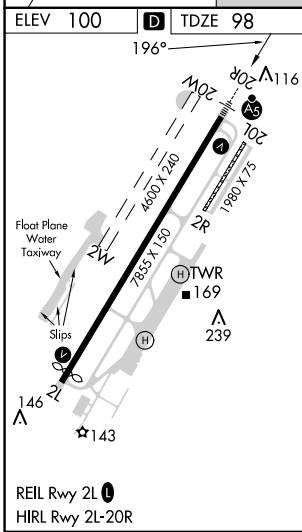 ELEV 100 D TDZE 98
196°
20R
116
A5
20W
20L
4600 X 240
V
1980 X 75
2R
Float Plane
Water
Taxiway
2W
7855 X 150
H TWR
169
239
Slips
H
V
2L
146
143
REIL Rwy 2L L
HIRL Rwy 2L-20R